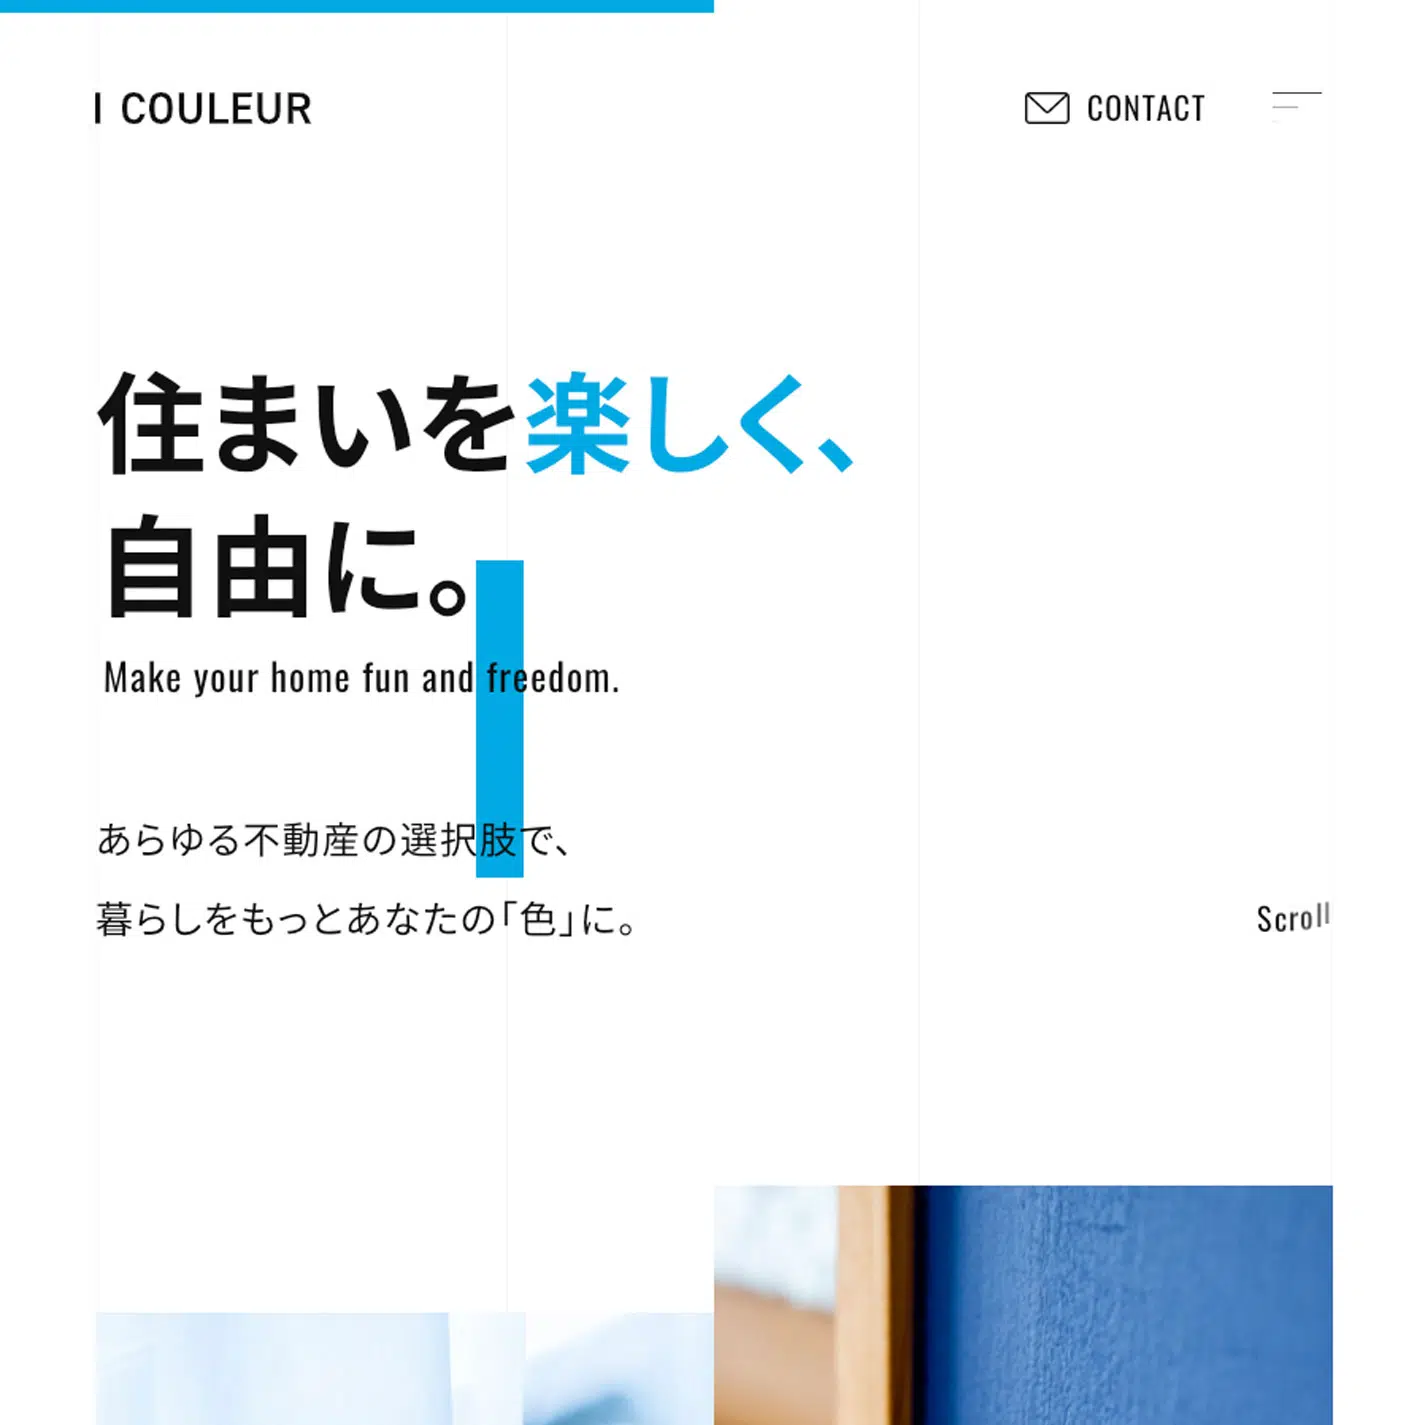 I COULEUR
CONTACT
住まいを楽しく、
自由に。
Make your home fun and freedom.
あらゆる不動産の選択肢で、
暮らしをもっとあなたの「色」に。
Scroll